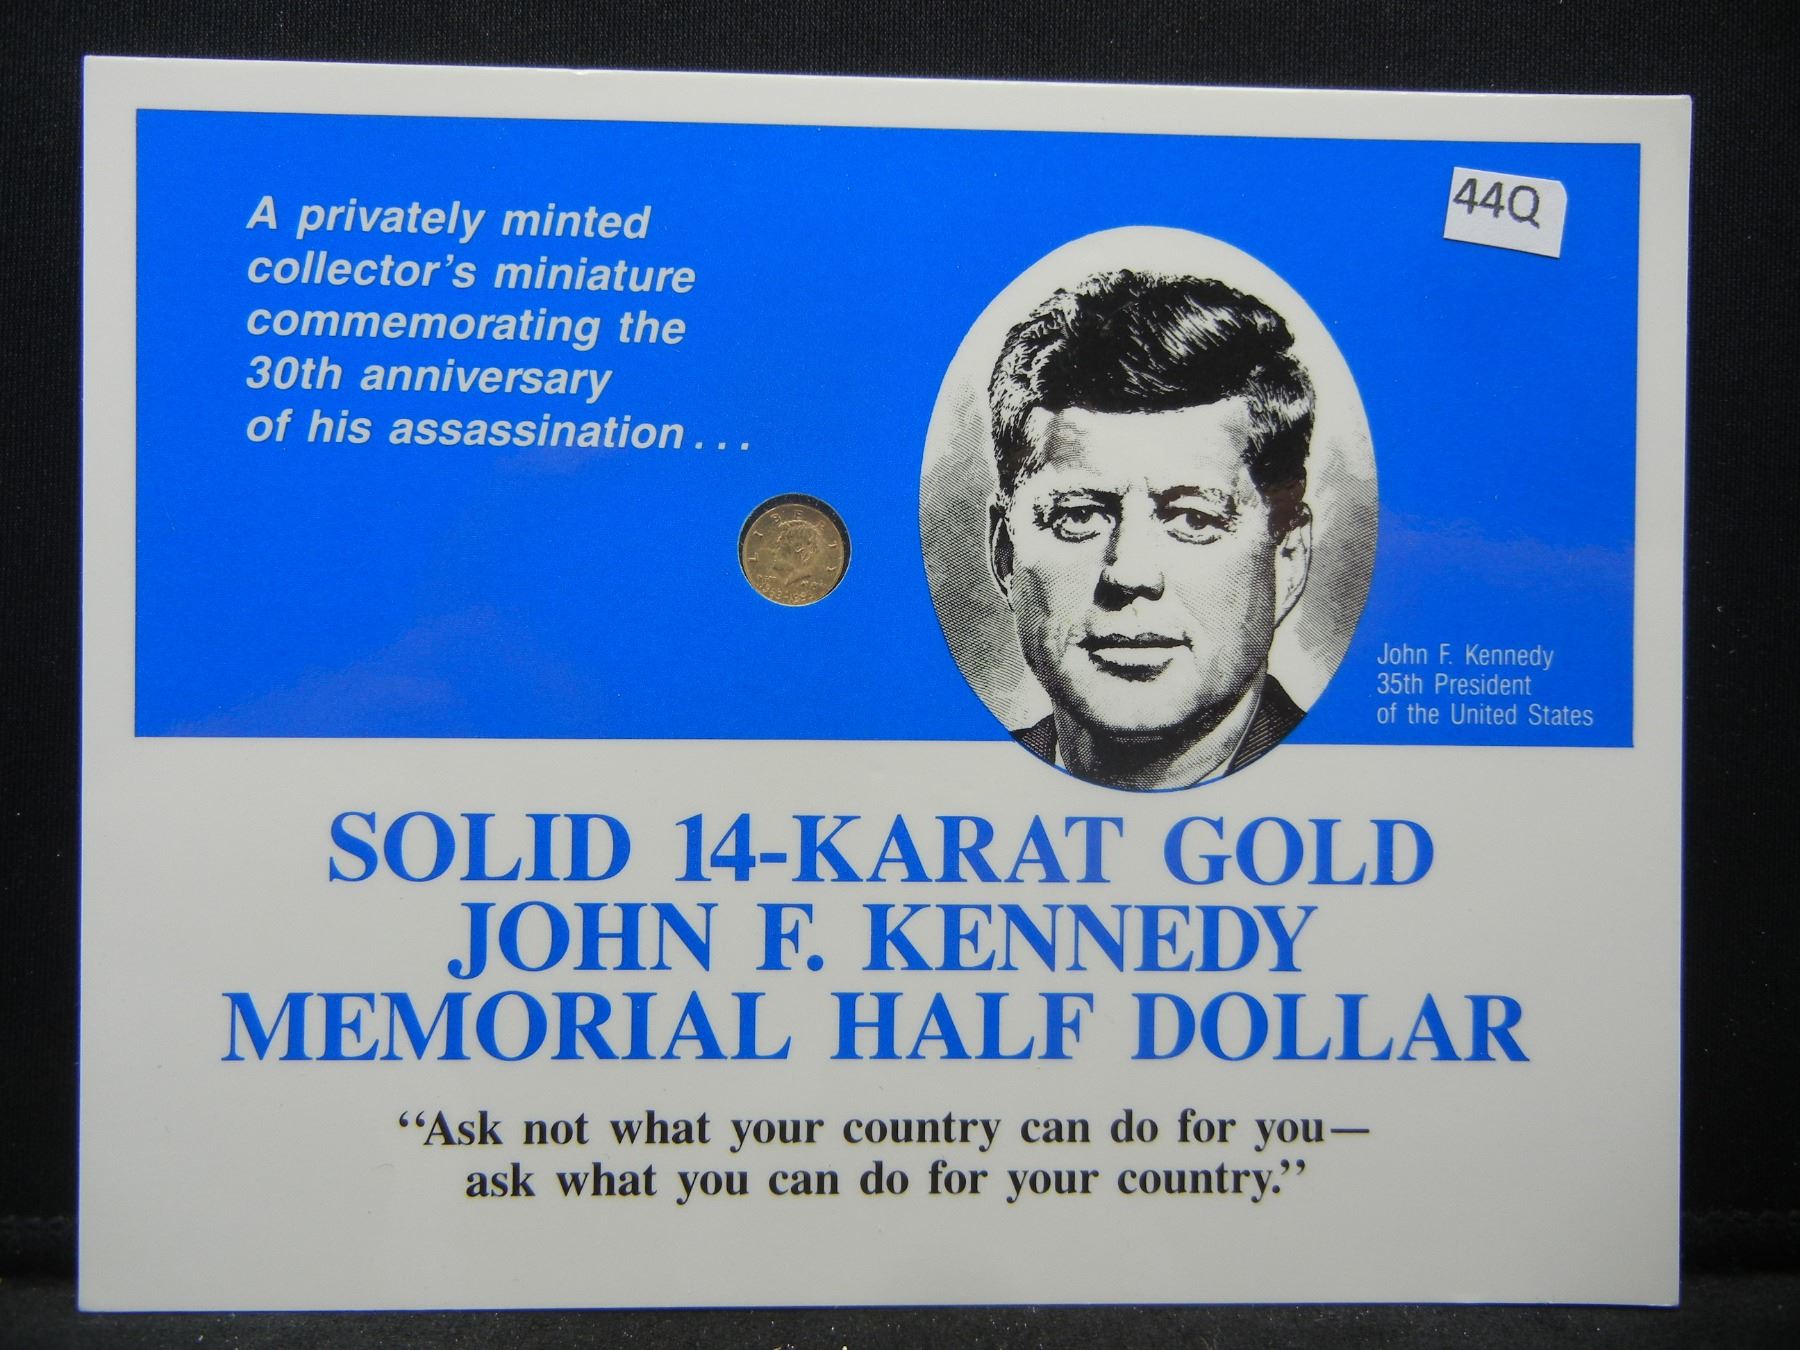 A privately minted
collector's miniature
commemorating the
30th anniversary
of his assassination...
44Q
LIBERTY
John F. Kennedy
35th President
of the United States
SOLID 14-KARAT GOLD
JOHN F. KENNEDY
MEMORIAL HALF DOLLAR
“Ask not what your country can do for you—
ask what you can do for your country.”